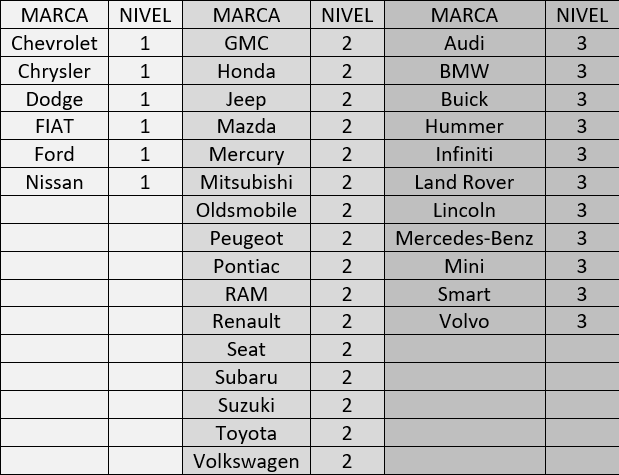 MARCA NIVEL MARCA NIVEL MARCA NIVEL
Chevrolet 1 GMC 2 Audi 3
Chrysler 1 Honda 2 BMW 3
Dodge 1 Jeep 2 Buick 3
FIAT 1 Mazda 2 Hummer 3
Ford 1 Mercury 2 Infiniti 3
Nissan 1 Mitsubishi 2 Land Rover 3
Oldsmobile 2 Lincoln 3
Peugeot 2 Mercedes-Benz 3
Pontiac 2 Mini 3
RAM 2 Smart 3
Renault 2 Volvo 3
Seat 2
Subaru 2
Suzuki 2
Toyota 2
Volkswagen 2